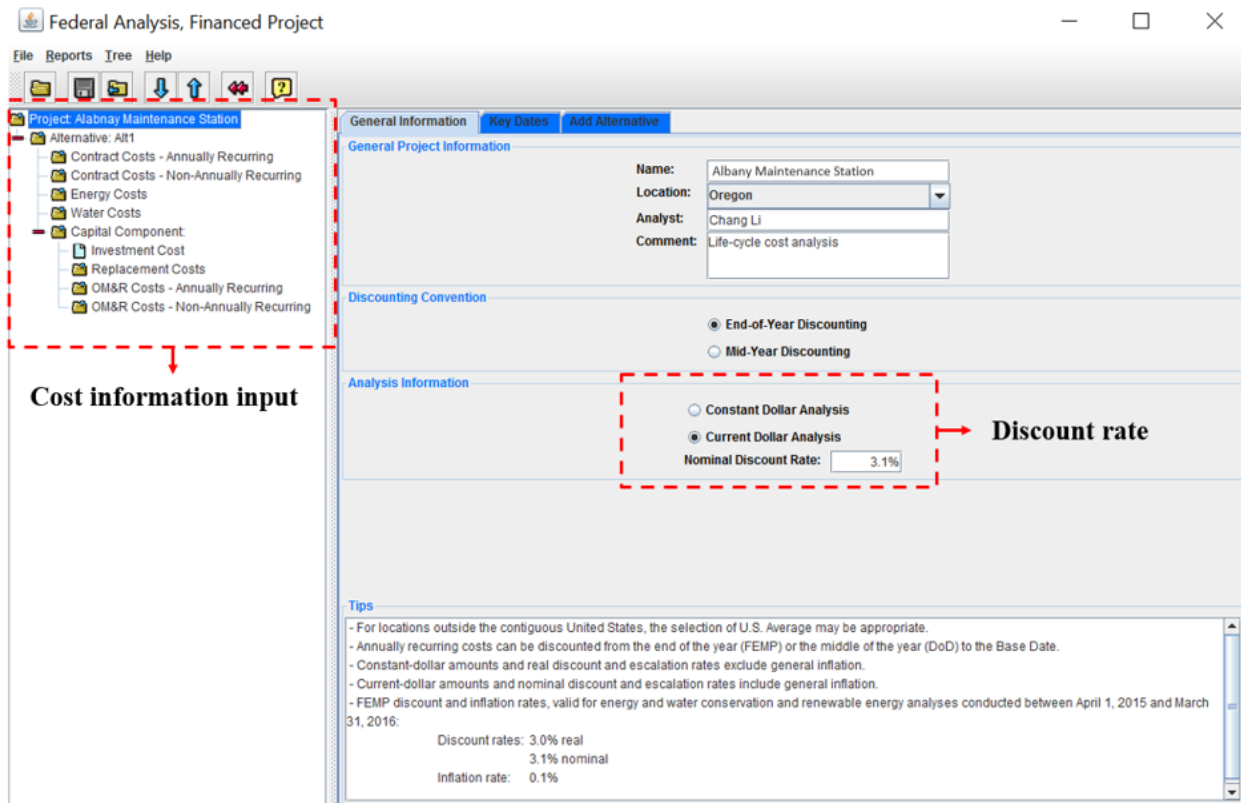 Federal Analysis, Financed Project
File Reports Tree Help
Project: Alabnay Maintenance Station
Alternative: Alt1
Contract Costs - Annually Recurring
Contract Costs - Non-Annually Recurring
Energy Costs
Water Costs
Capital Component:
Investment Cost
Replacement Costs
OM&R Costs - Annually Recurring
OM&R Costs - Non-Annually Recurring
Cost information input
General Information Key Dates Add Alternative
General Project Information
Name: Albany Maintenance Station
Location: Oregon
Analyst: Chang Li
Comment: Life-cycle cost analysis
Discounting Convention
End-of-Year Discounting
Mid-Year Discounting
Analysis Information
Constant Dollar Analysis
Current Dollar Analysis
Nominal Discount Rate: 3.1%
Discount rate
Tips
- For locations outside the contiguous United States, the selection of U.S. Average may be appropriate.
- Annually recurring costs can be discounted from the end of the year (FEMP) or the middle of the year (DoD) to the Base Date.
- Constant-dollar amounts and real discount and escalation rates exclude general inflation.
- Current-dollar amounts and nominal discount and escalation rates include general inflation.
- FEMP discount and inflation rates, valid for energy and water conservation and renewable energy analyses conducted between April 1, 2015 and March
31, 2016:
Discount rates: 3.0% real
3.1% nominal
Inflation rate: 0.1%